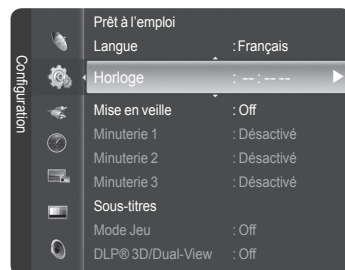 Configuration
Prêt à l'emploi
Langue :Français
Horloge : -- : -- --
Mise en veille : Off
Minuterie 1 : Désactivé
Minuterie 2 : Désactivé
Minuterie 3 : Désactivé
Sous-titres
Mode Jeu : Off
DLP® 3D/Dual-View : Off